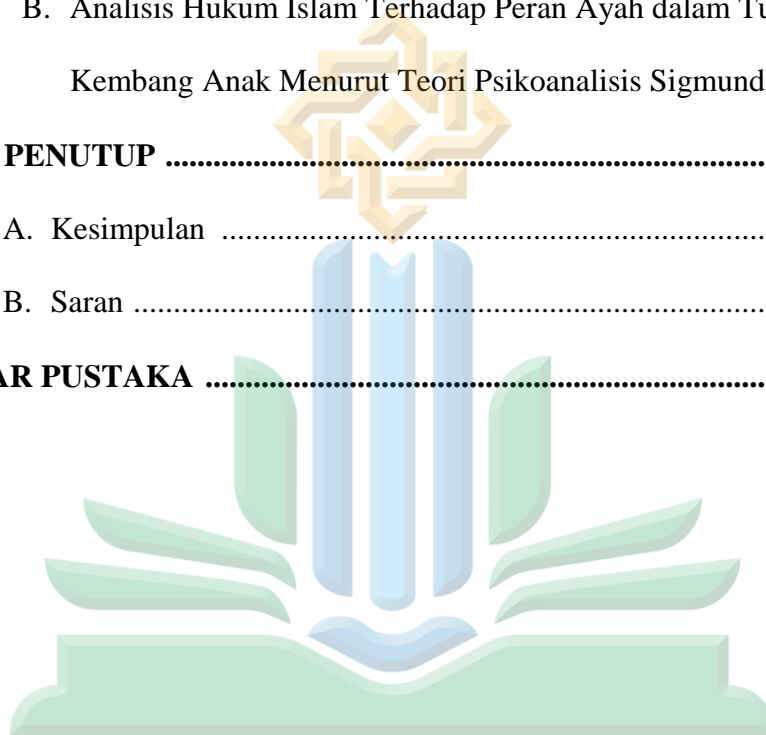 B. Analisis Hukum Islam Terhadap Peran Ayah dalam Tu
Kembang Anak Menurut Teori Psikoanalisis Sigmund
PENUTUP ..............................................................................................
A. Kesimpulan .....................................................................................
B. Saran ...............................................................................................
AR PUSTAKA .......................................................................................